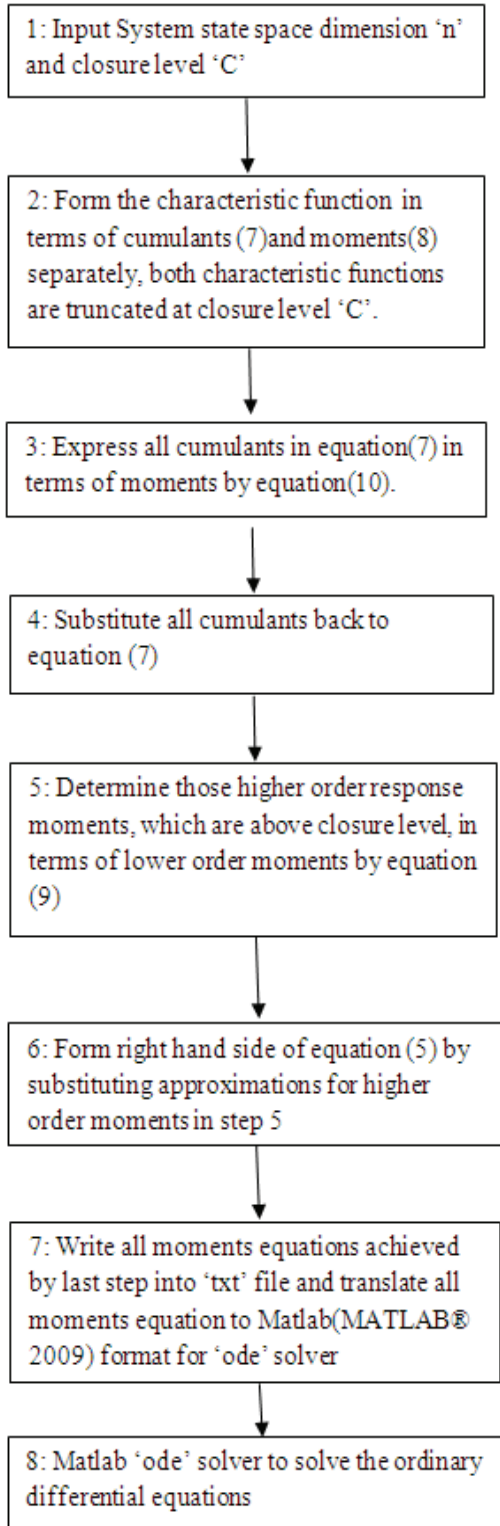 1: Input System state space dimension ‘n’
and closure level ‘C’
2: Form the characteristic function in
terms of cumulants (7)and moments(8)
separately, both characteristic functions
are truncated at closure level ‘C’.
3: Express all cumulants in equation(7) in
terms of moments by equation(10).
4: Substitute all cumulants back to
equation (7)
5: Determine those higher order response
moments, which are above closure level, in
terms of lower order moments by equation
(9)
6: Form right hand side of equation (5) by
substituting approximations for higher
order moments in step 5
7: Write all moments equations achieved
by last step into ‘txt’ file and translate all
moments equation to Matlab(MATLAB®
2009) format for ‘ode’ solver
8: Matlab ‘ode’ solver to solve the ordinary
differential equations